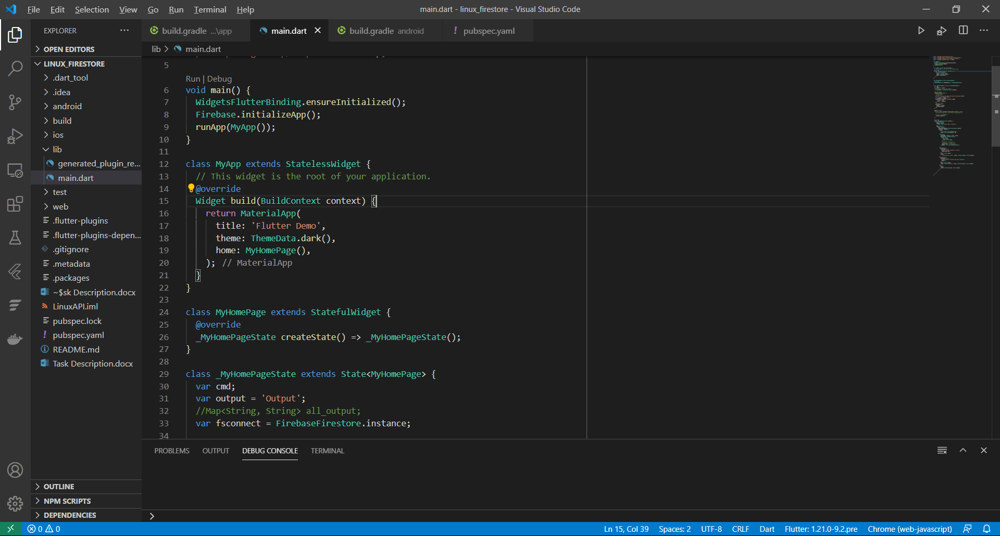 File Edit Selection View Go Run Terminal Help
main.dart - linux_firestore - Visual Studio Code
EXPLORER
OPEN EDITORS
LINUX_FIRESTORE
.dart_tool
.idea
android
build
ios
lib
generated_plugin_re...
main.dart
test
web
.flutter-plugins
.flutter-plugins-depen...
.gitignore
.metadata
.packages
~$sk Description.docx
LinuxAPI.iml
pubspec.lock
pubspec.yaml
README.md
Task Description.docx
OUTLINE
NPM SCRIPTS
DEPENDENCIES
build.gradle ...\app
main.dart
build.gradle android
pubspec.yaml
lib > main.dart
5
Run | Debug
6 void main() {
7 WidgetsFlutterBinding.ensureInitialized();
8 Firebase.initializeApp();
9 runApp(MyApp());
10 }
11
12 class MyApp extends StatelessWidget {
13 // This widget is the root of your application.
14 @override
15 Widget build(BuildContext context) {
16 return MaterialApp(
17 title: 'Flutter Demo',
18 theme: ThemeData.dark(),
19 home: MyHomePage(),
20 ); // MaterialApp
21 }
22 }
23
24 class MyHomePage extends StatefulWidget {
25 @override
26 _MyHomePageState createState() => _MyHomePageState();
27 }
28
29 class _MyHomePageState extends State<MyHomePage> {
30 var cmd;
31 var output = 'Output';
32 //Map<String, String> all_output;
33 var fsconnect = FirebaseFirestore.instance;
34
PROBLEMS OUTPUT DEBUG CONSOLE TERMINAL
>
0 0
Ln 15, Col 39 Spaces: 2 UTF-8 CRLF Dart Flutter: 1.21.0-9.2.pre Chrome (web-javascript)